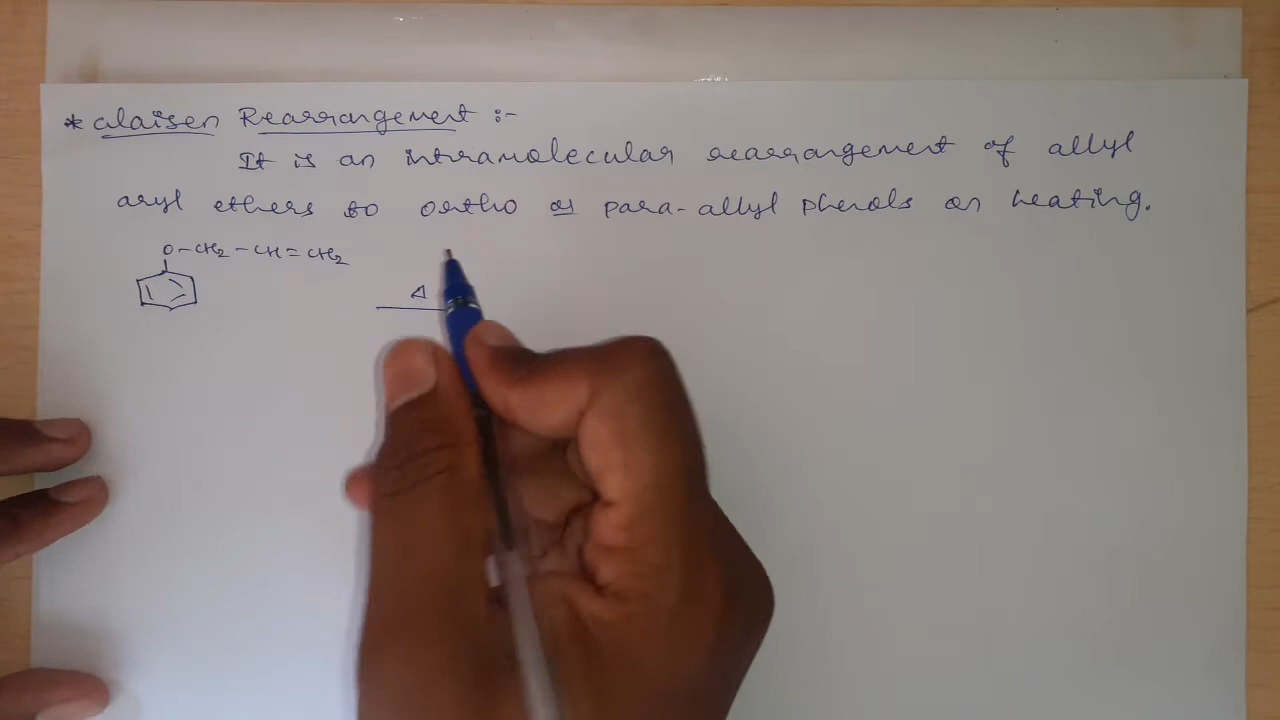 * Claisen Rearrangement :-
It is an intramolecular rearrangement of allyl
aryl ethers to ortho or para-allyl phenols on heating.
O-CH₂-CH=CH₂
Δ